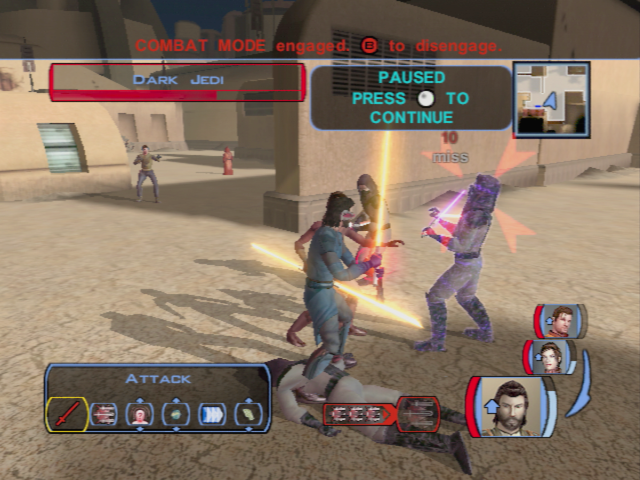 COMBAT MODE engaged. B to disengage.
DARK JEDI
PAUSED
PRESS TO
CONTINUE
10
miss
ATTACK